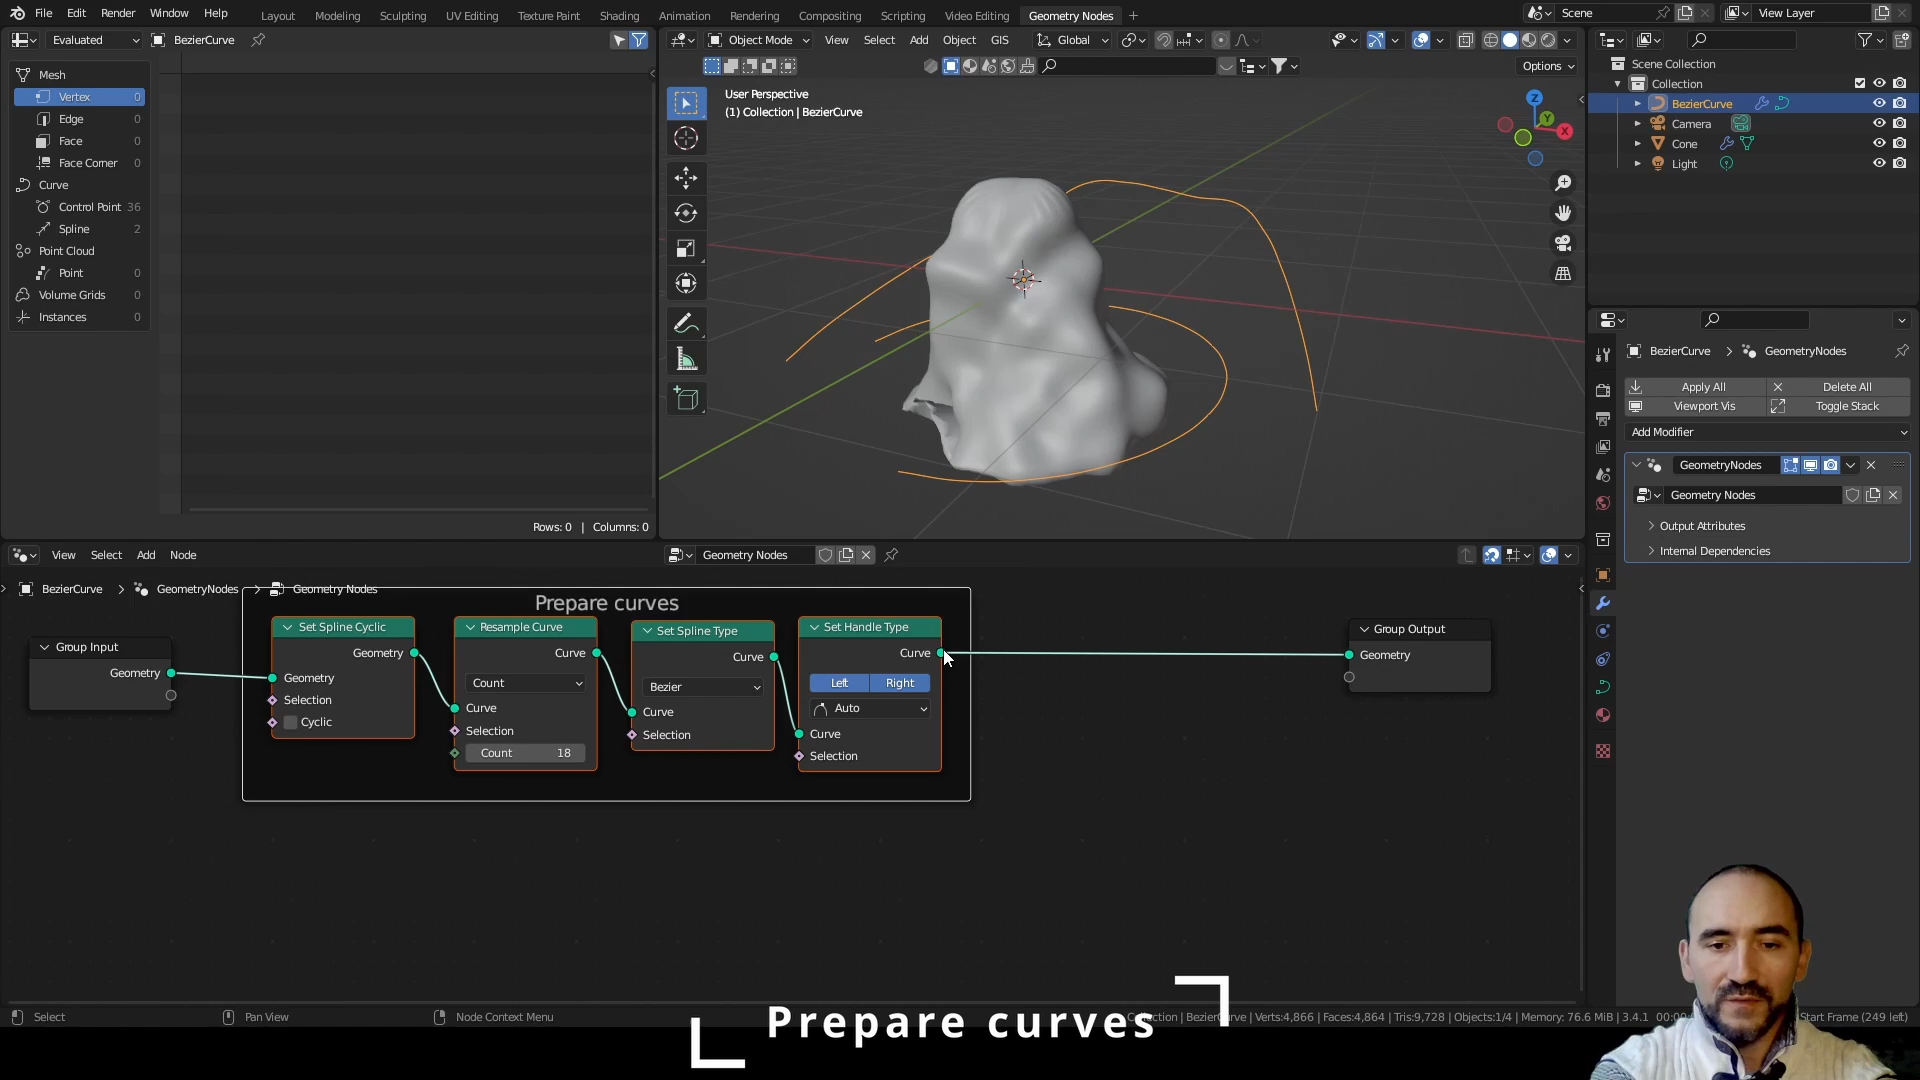 File Edit Render Window Help Layout Modeling Sculpting UV Editing Texture Paint Shading Animation Rendering Compositing Scripting Video Editing Geometry Nodes + Scene View Layer
Evaluated BezierCurve
Object Mode View Select Add Object GIS Global
Options
Mesh
Vertex 0
Edge 0
Face 0
Face Corner 0
Curve
Control Point 36
Spline 2
Point Cloud
Point 0
Volume Grids 0
Instances 0
Rows: 0 | Columns: 0
User Perspective
(1) Collection | BezierCurve
Z
Y
X
Scene Collection
Collection
BezierCurve
Camera
Cone
Light
BezierCurve > GeometryNodes
Apply All Delete All
Viewport Vis Toggle Stack
Add Modifier
GeometryNodes
Geometry Nodes
Output Attributes
Internal Dependencies
View Select Add Node Geometry Nodes
BezierCurve > GeometryNodes > Geometry Nodes
Prepare curves
Group Input
Geometry
Set Spline Cyclic
Geometry
Geometry
Selection
Cyclic
Resample Curve
Curve
Count
Curve
Selection
Count 18
Set Spline Type
Curve
Bezier
Curve
Selection
Set Handle Type
Curve
Left Right
Auto
Curve
Selection
Group Output
Geometry
Select Pan View Node Context Menu
Collection | BezierCurve | Verts:4,866 | Faces:4,864 | Tris:9,728 | Objects:1/4 | Memory: 76.6 MiB | 3.4.1 00:00 Start Frame (249 left)
Prepare curves